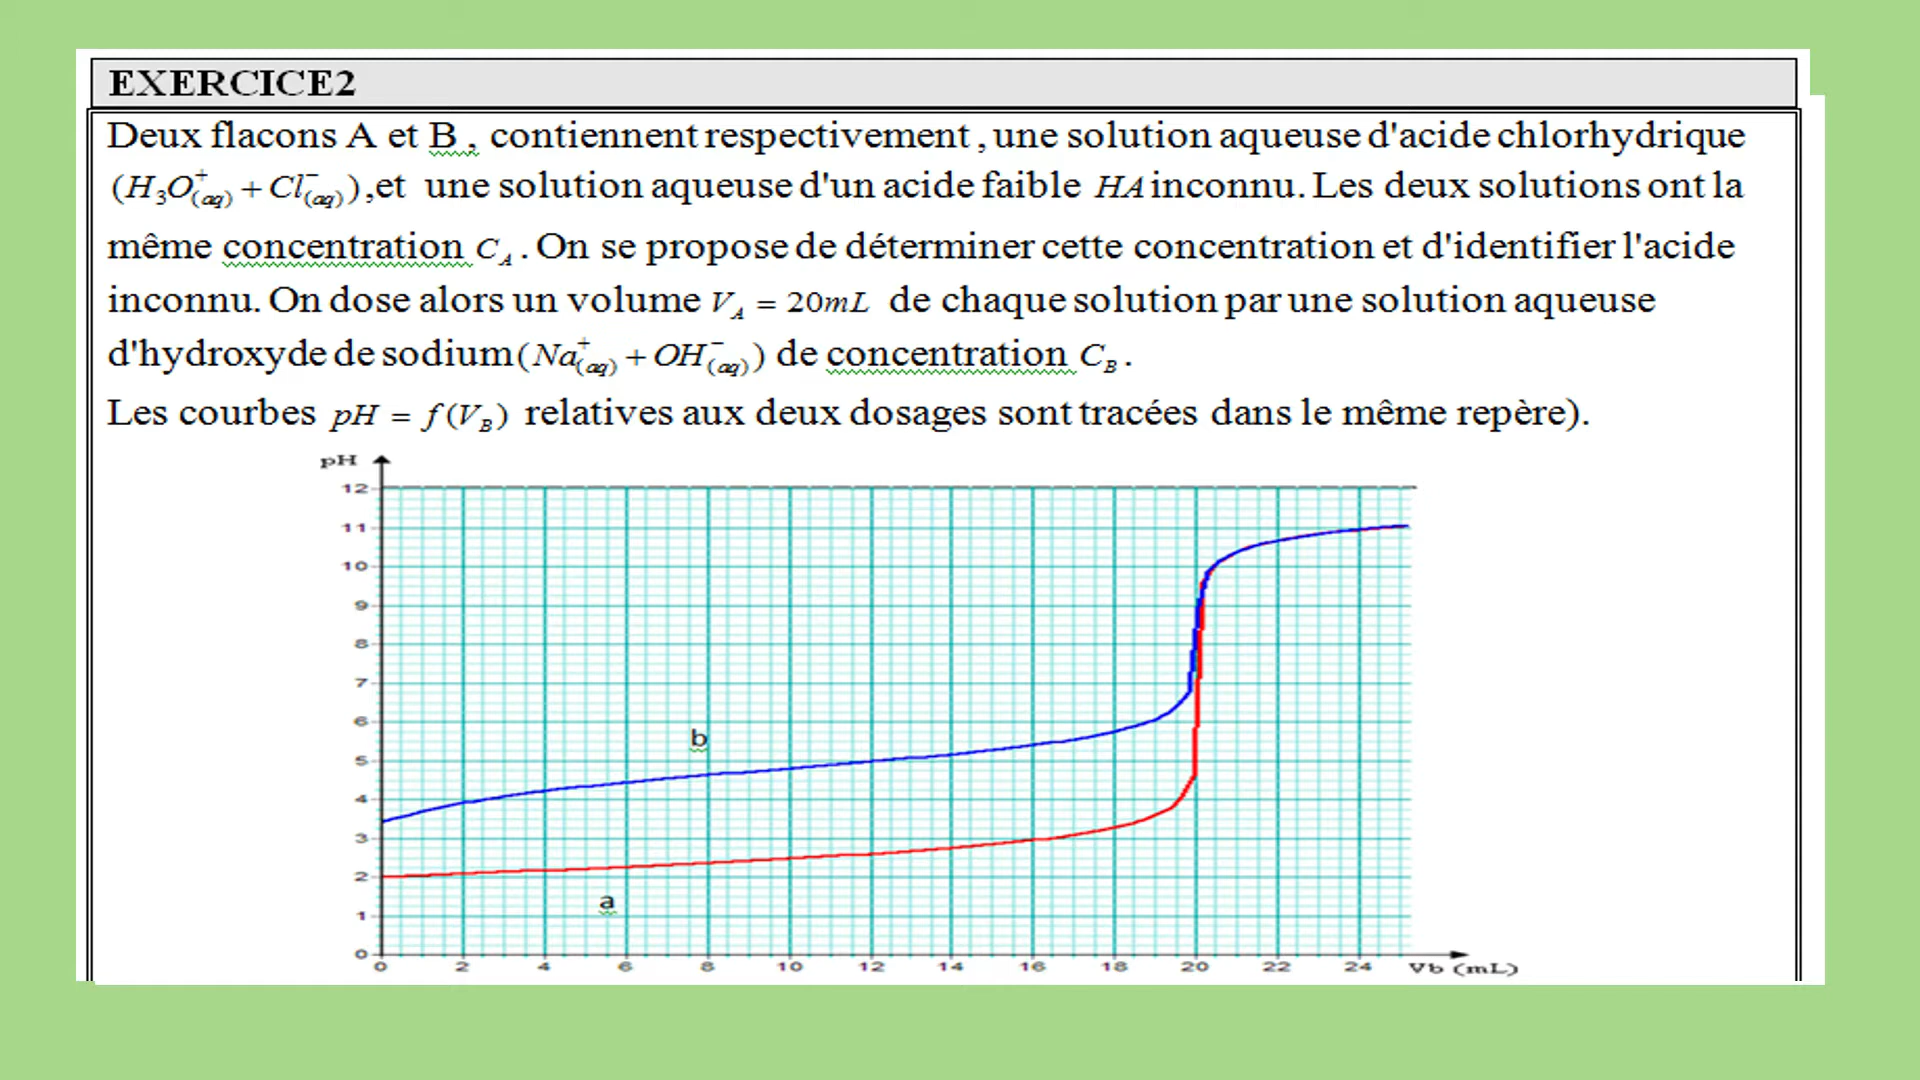 EXERCICE2
Deux flacons A et B , contiennent respectivement , une solution aqueuse d'acide chlorhydrique
(H₃O⁺(aq) + Cl⁻(aq)) ,et une solution aqueuse d'un acide faible HA inconnu. Les deux solutions ont la
même concentration C_A . On se propose de déterminer cette concentration et d'identifier l'acide
inconnu. On dose alors un volume V_A = 20mL de chaque solution par une solution aqueuse
d'hydroxyde de sodium (Na⁺(aq) + OH⁻(aq)) de concentration C_B .
Les courbes pH = f(V_B) relatives aux deux dosages sont tracées dans le même repère).
pH
12
11
10
9
8
7
6
5
4
3
2
1
0
b
a
0 2 4 6 8 10 12 14 16 18 20 22 24 Vb (mL)